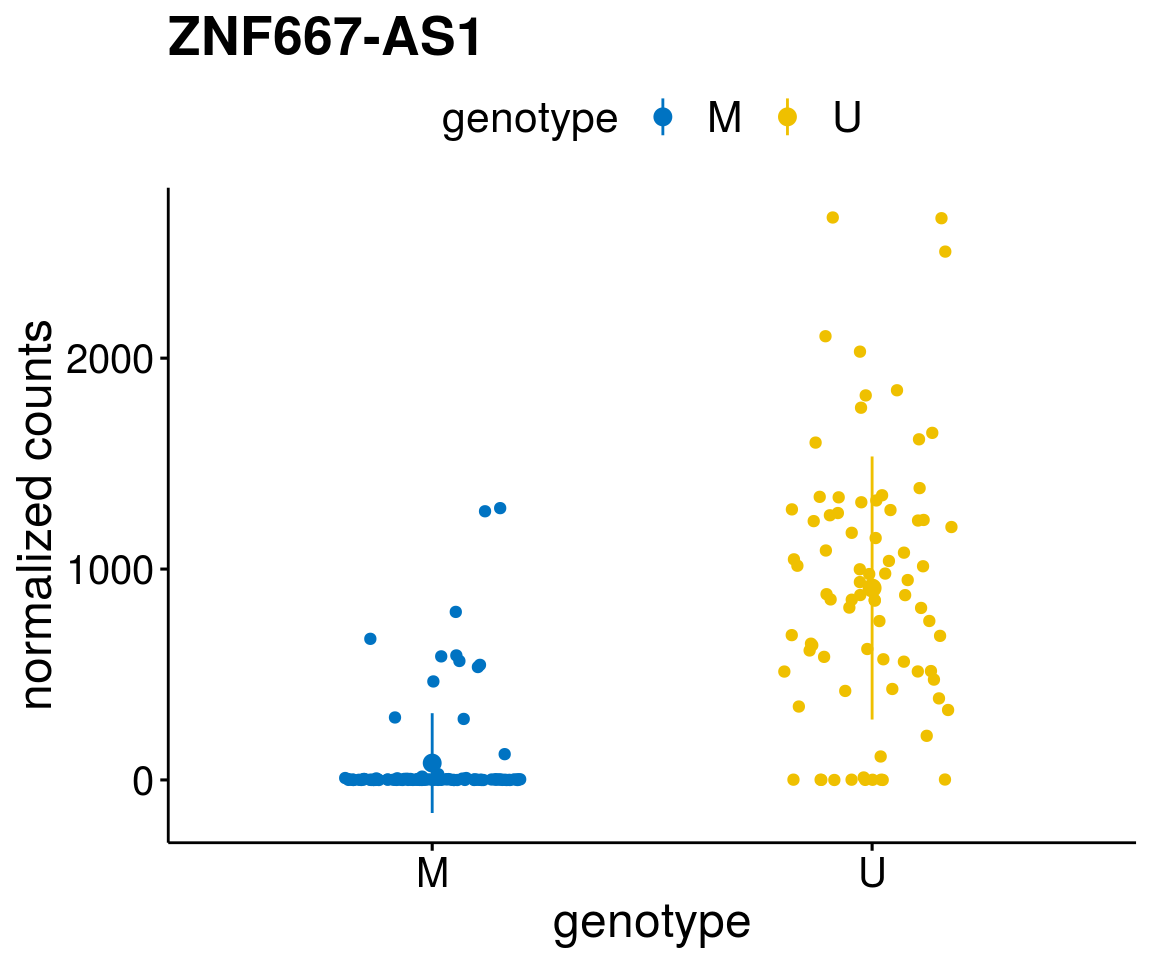 ZNF667-AS1
genotype M U
normalized counts
2000
1000
0
M U
genotype